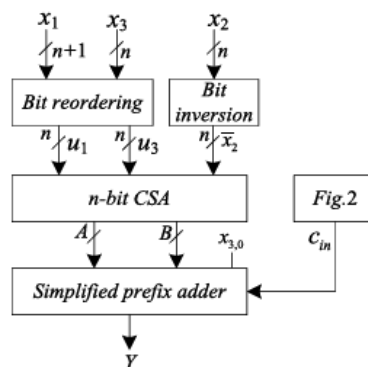 x₁ x₃ x₂
n+1 n n
Bit reordering Bit inversion
n u₁ n u₃ n x̅₂
n-bit CSA Fig.2
A B x₃,₀ c_in
Simplified prefix adder
Y